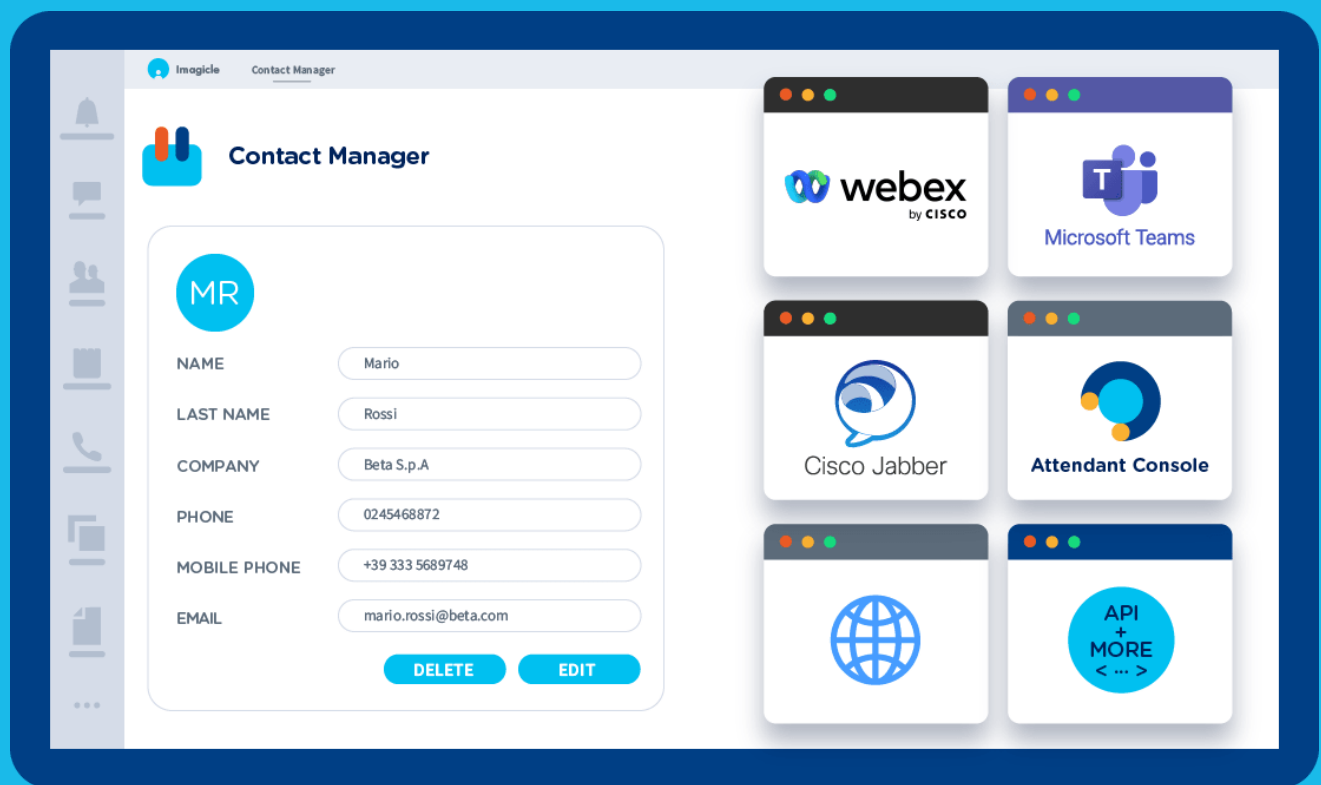 Imagicle Contact Manager
Contact Manager
MR
NAME Mario
LAST NAME Rossi
COMPANY Beta S.p.A
PHONE 0245468872
MOBILE PHONE +39 333 5689748
EMAIL mario.rossi@beta.com
DELETE EDIT
webex
by CISCO
T
Microsoft Teams
Cisco Jabber
Attendant Console
API
+
MORE
< ... >